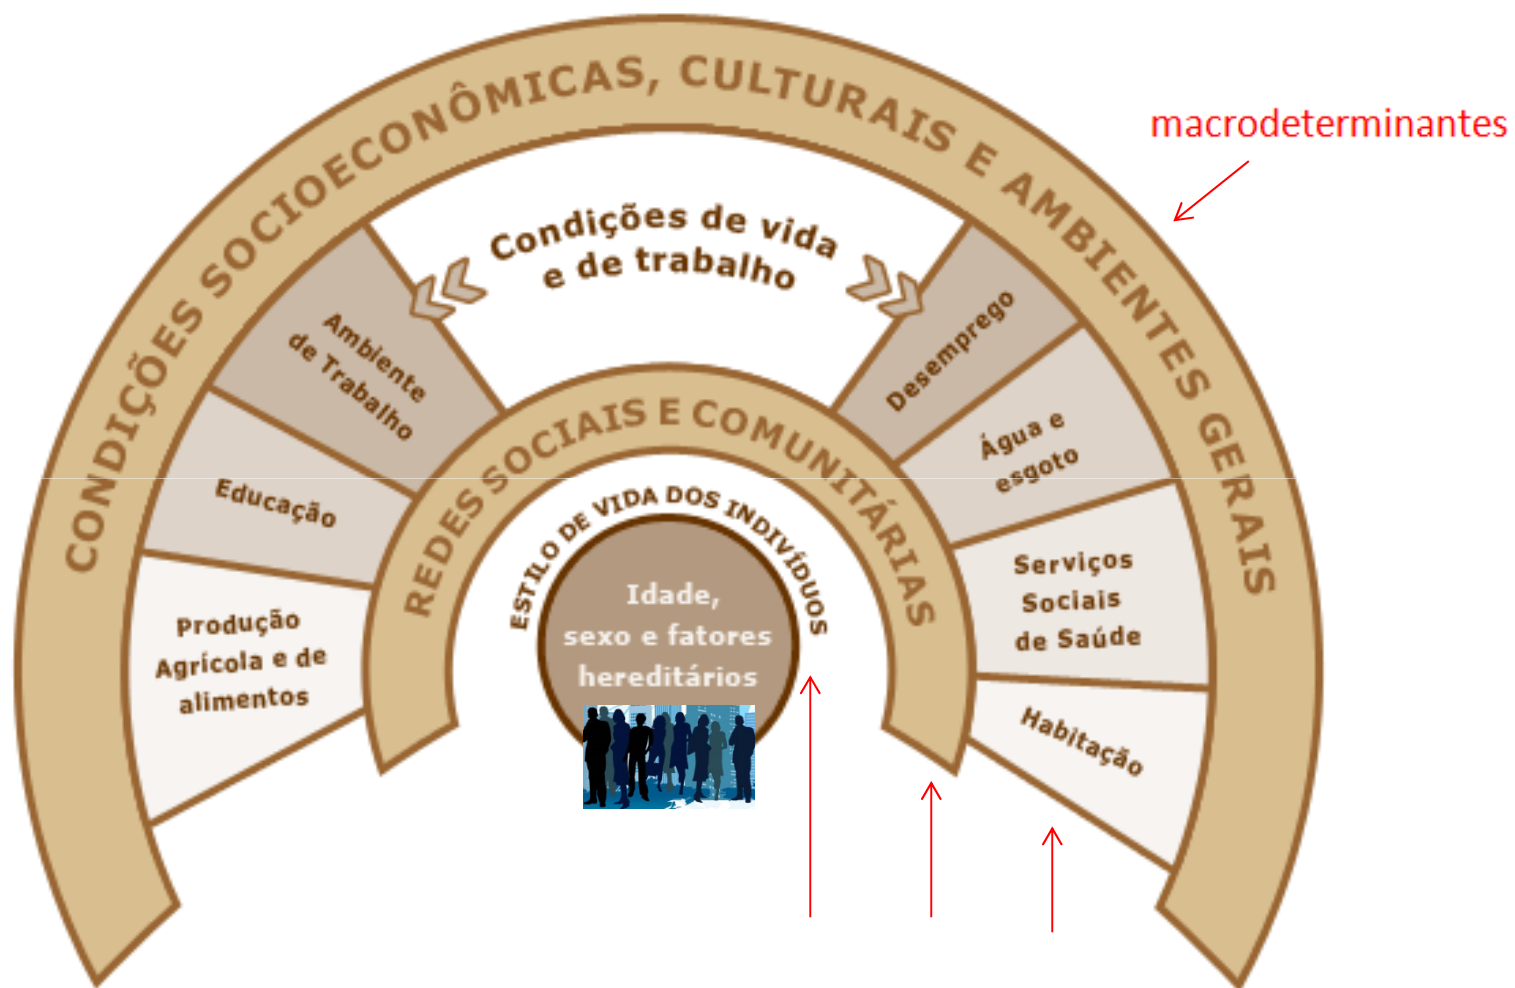 macrodeterminantes
CONDIÇÕES SOCIOECONÔMICAS, CULTURAIS E AMBIENTES GERAIS
Condições de vida
e de trabalho
Ambiente
de Trabalho
Educação
Produção
Agrícola e de
alimentos
Desemprego
Água e
esgoto
Serviços
Sociais
de Saúde
Habitação
REDES SOCIAIS E COMUNITÁRIAS
ESTILO DE VIDA DOS INDIVÍDUOS
Idade,
sexo e fatores
hereditários